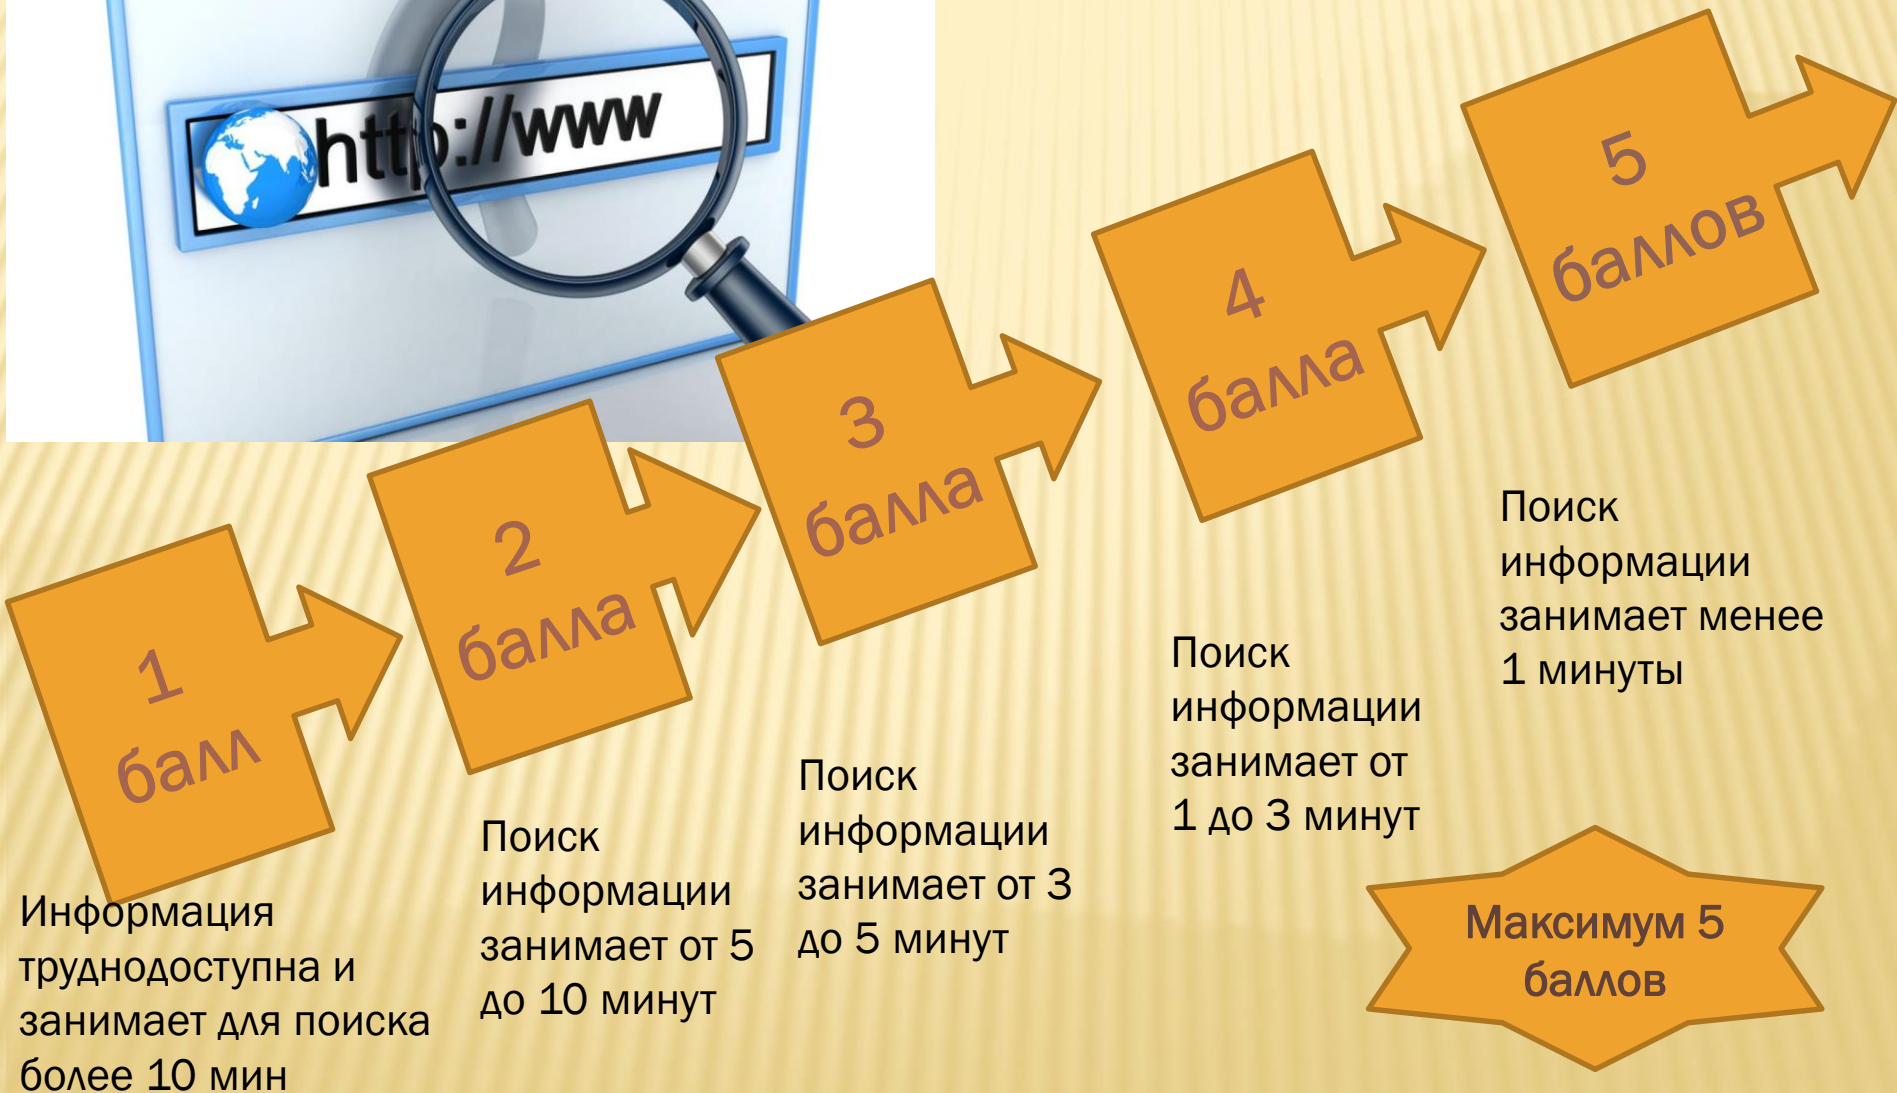 http://www
1
балл
Информация
труднодоступна и
занимает для поиска
более 10 мин
2
балла
Поиск
информации
занимает от 5
до 10 минут
3
балла
Поиск
информации
занимает от 3
до 5 минут
4
балла
Поиск
информации
занимает от
1 до 3 минут
5
баллов
Поиск
информации
занимает менее
1 минуты
Максимум 5
баллов